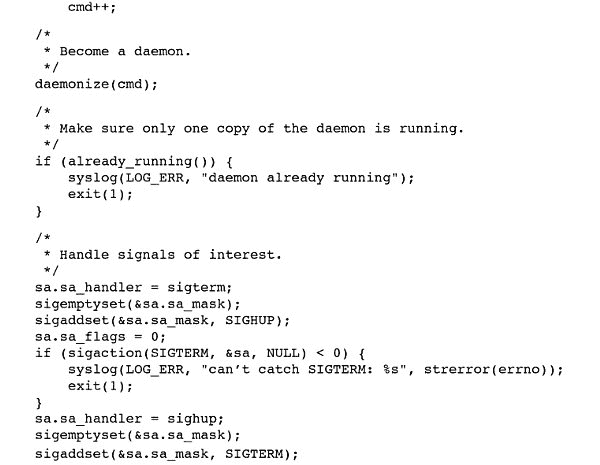 cmd++;
/*
* Become a daemon.
*/
daemonize(cmd);
/*
* Make sure only one copy of the daemon is running.
*/
if (already_running()) {
syslog(LOG_ERR, "daemon already running");
exit(1);
}
/*
* Handle signals of interest.
*/
sa.sa_handler = sigterm;
sigemptyset(&sa.sa_mask);
sigaddset(&sa.sa_mask, SIGHUP);
sa.sa_flags = 0;
if (sigaction(SIGTERM, &sa, NULL) < 0) {
syslog(LOG_ERR, "can’t catch SIGTERM: %s", strerror(errno));
exit(1);
}
sa.sa_handler = sighup;
sigemptyset(&sa.sa_mask);
sigaddset(&sa.sa_mask, SIGTERM);